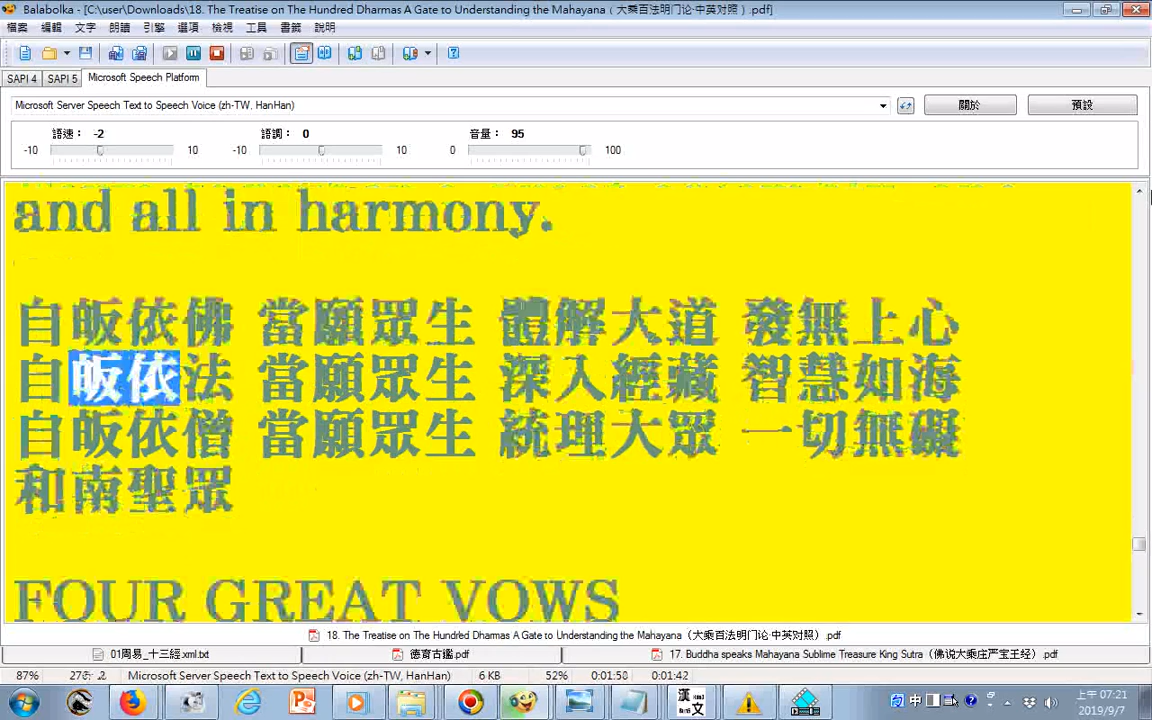 Balabolka - [C:\user\Downloads\18. The Treatise on The Hundred Dharmas A Gate to Understanding the Mahayana（大乘百法明门论·中英对照）.pdf]
檔案 編輯 文字 朗讀 引擎 選項 檢視 工具 書籤 說明
SAPI 4 SAPI 5 Microsoft Speech Platform
Microsoft Server Speech Text to Speech Voice (zh-TW, HanHan) 關於 預設
語速： -2 語調： 0 音量： 95
-10 10 -10 10 0 100
and all in harmony.
自皈依佛 當願眾生 體解大道 發無上心
自皈依法 當願眾生 深入經藏 智慧如海
自皈依僧 當願眾生 統理大眾 一切無礙
和南聖眾
FOUR GREAT VOWS
18. The Treatise on The Hundred Dharmas A Gate to Understanding the Mahayana（大乘百法明门论·中英对照）.pdf
01周易_十三經.xml.txt 德育古鑑.pdf 17. Buddha speaks Mahayana Sublime Treasure King Sutra（佛说大乘庄严宝王经）.pdf
87% Microsoft Server Speech Text to Speech Voice (zh-TW, HanHan) 6 KB 52% 0:01:58 0:01:42
漢文 中 上午 07:21
2019/9/7